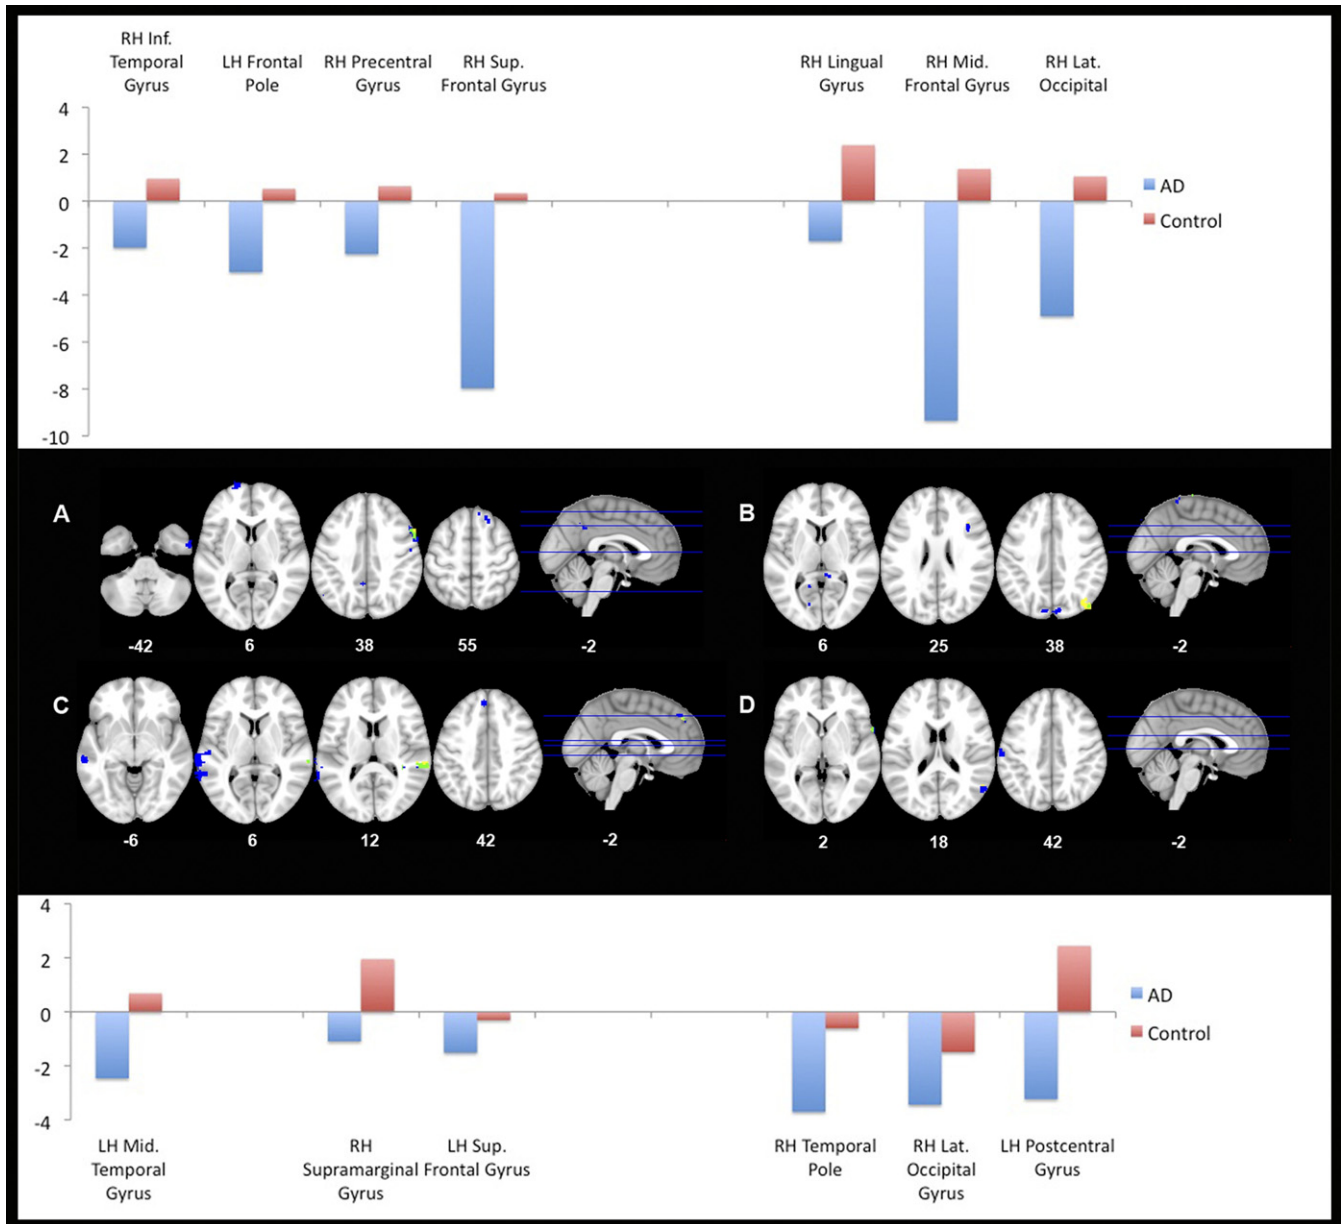 RH Inf.
Temporal
Gyrus
LH Frontal
Pole
RH Precentral
Gyrus
RH Sup.
Frontal Gyrus
RH Lingual
Gyrus
RH Mid.
Frontal Gyrus
RH Lat.
Occipital
4
2
0
-2
-4
-6
-8
-10
AD
Control
A
-42 6 38 55 -2
B
6 25 38 -2
C
-6 6 12 42 -2
D
2 18 42 -2
4
2
0
-2
-4
AD
Control
LH Mid.
Temporal
Gyrus
RH
Supramarginal
Gyrus
LH Sup.
Frontal Gyrus
RH Temporal
Pole
RH Lat.
Occipital
Gyrus
LH Postcentral
Gyrus